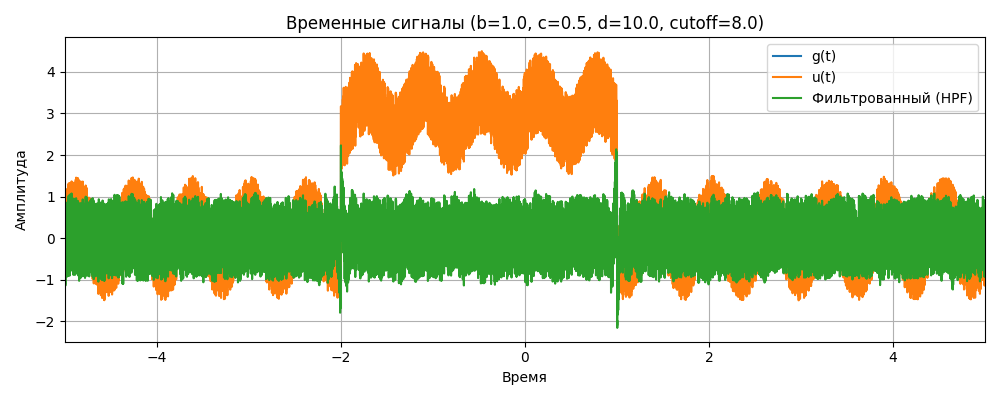 Временные сигналы (b=1.0, c=0.5, d=10.0, cutoff=8.0)
g(t)
u(t)
Фильтрованный (HPF)
Амплитуда
4
3
2
1
0
−1
−2
−4
−2
0
2
4
Время